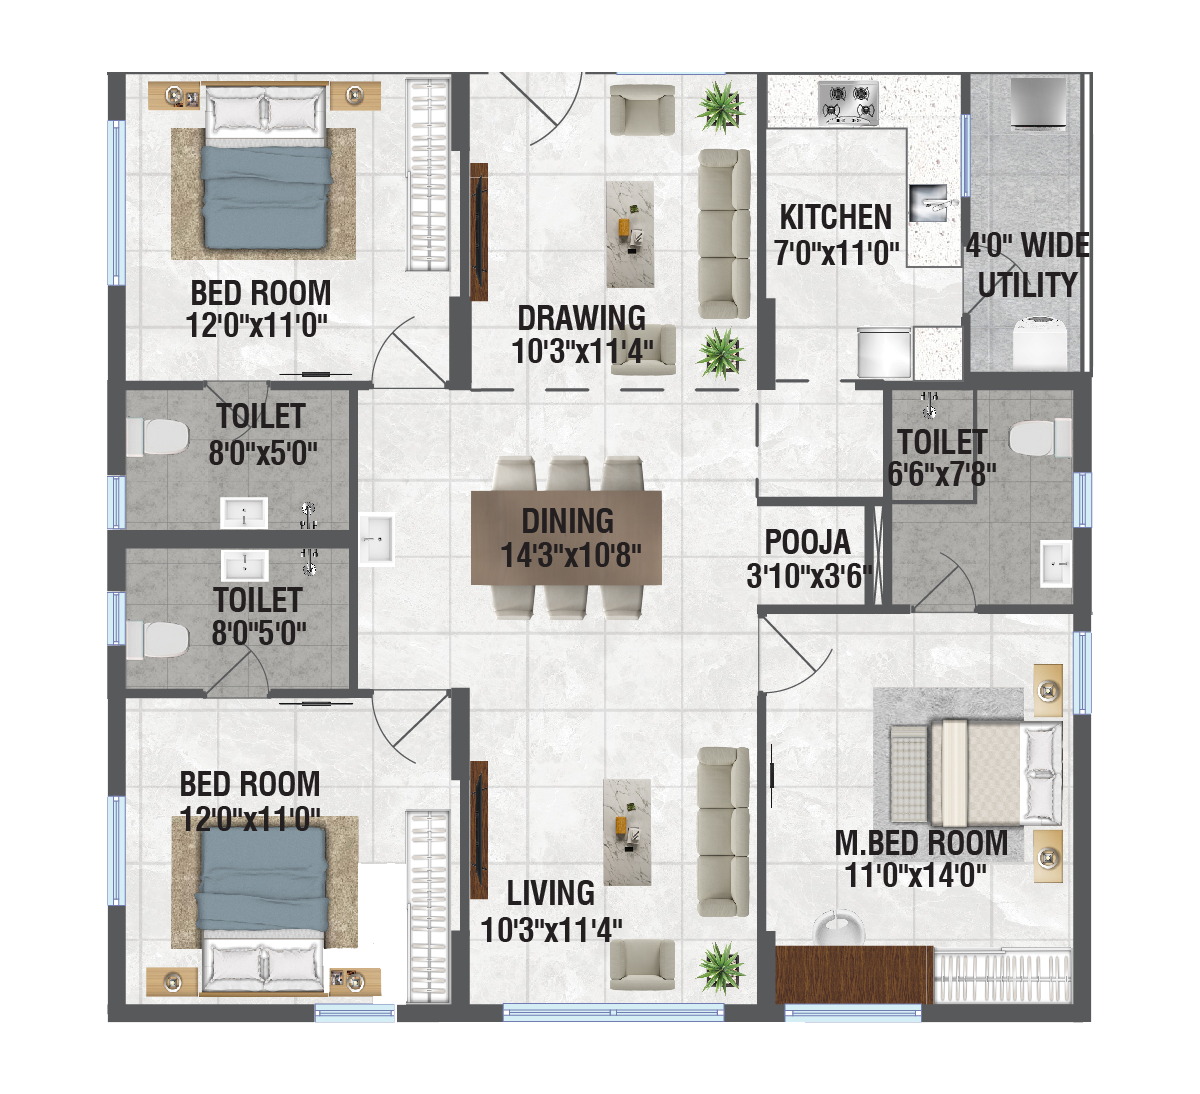 KITCHEN
7'0"x11'0"
4'0" WIDE
UTILITY
BED ROOM
12'0"x11'0"
DRAWING
10'3"x11'4"
TOILET
8'0"x5'0"
TOILET
6'6"x7'8"
DINING
14'3"x10'8"
POOJA
3'10"x3'6"
TOILET
8'0"5'0"
BED ROOM
12'0"x11'0"
M.BED ROOM
11'0"x14'0"
LIVING
10'3"x11'4"